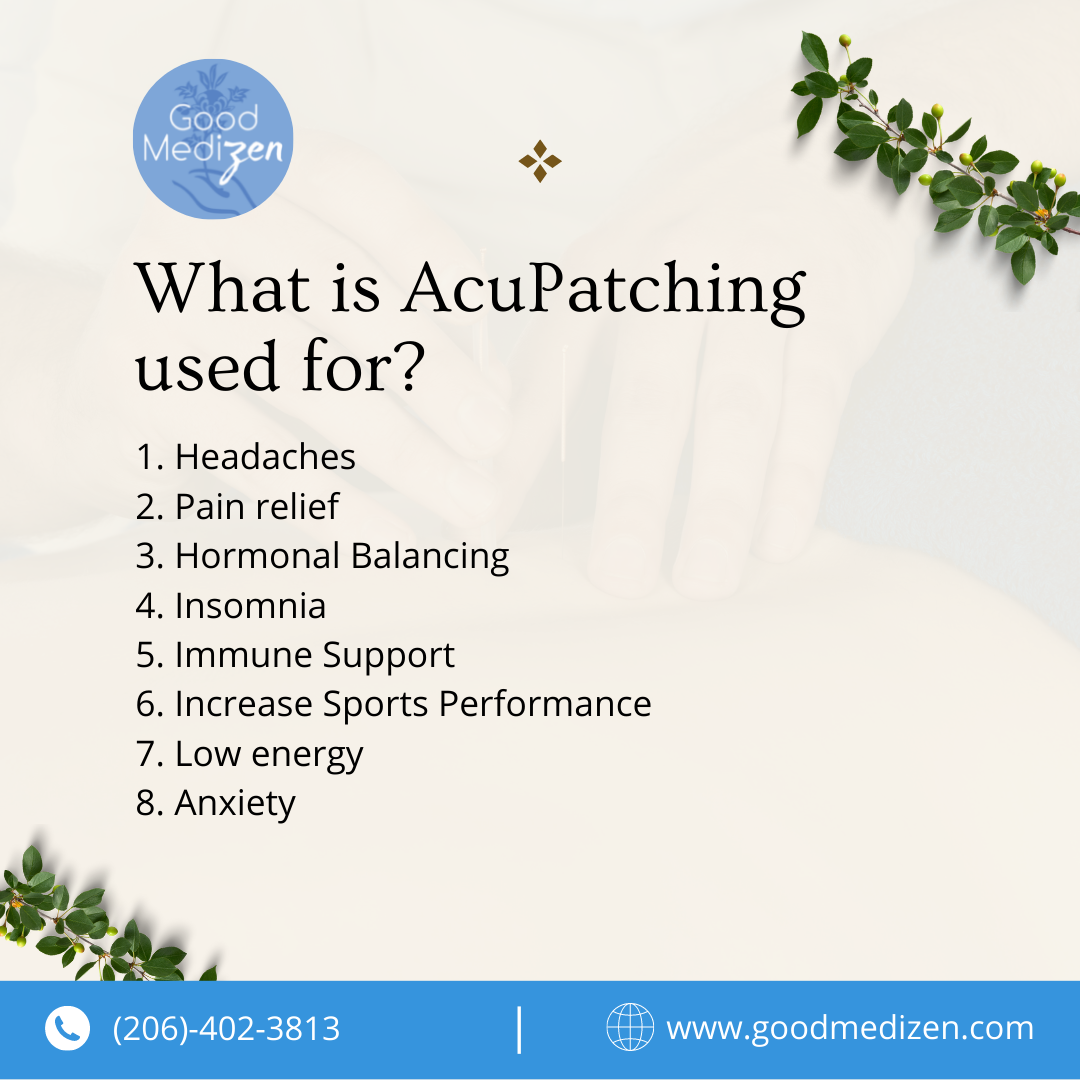 Good
Medizen
What is AcuPatching
used for?
1. Headaches
2. Pain relief
3. Hormonal Balancing
4. Insomnia
5. Immune Support
6. Increase Sports Performance
7. Low energy
8. Anxiety
(206)-402-3813 | www.goodmedizen.com